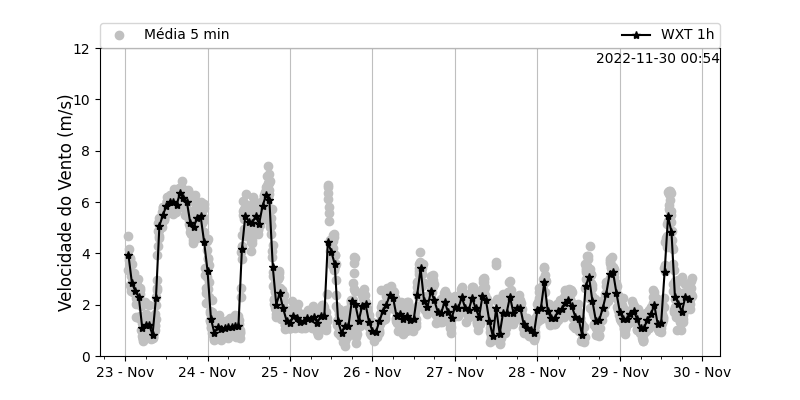 Média 5 min
WXT 1h
2022-11-30 00:54
Velocidade do Vento (m/s)
12
10
8
6
4
2
0
23 - Nov
24 - Nov
25 - Nov
26 - Nov
27 - Nov
28 - Nov
29 - Nov
30 - Nov